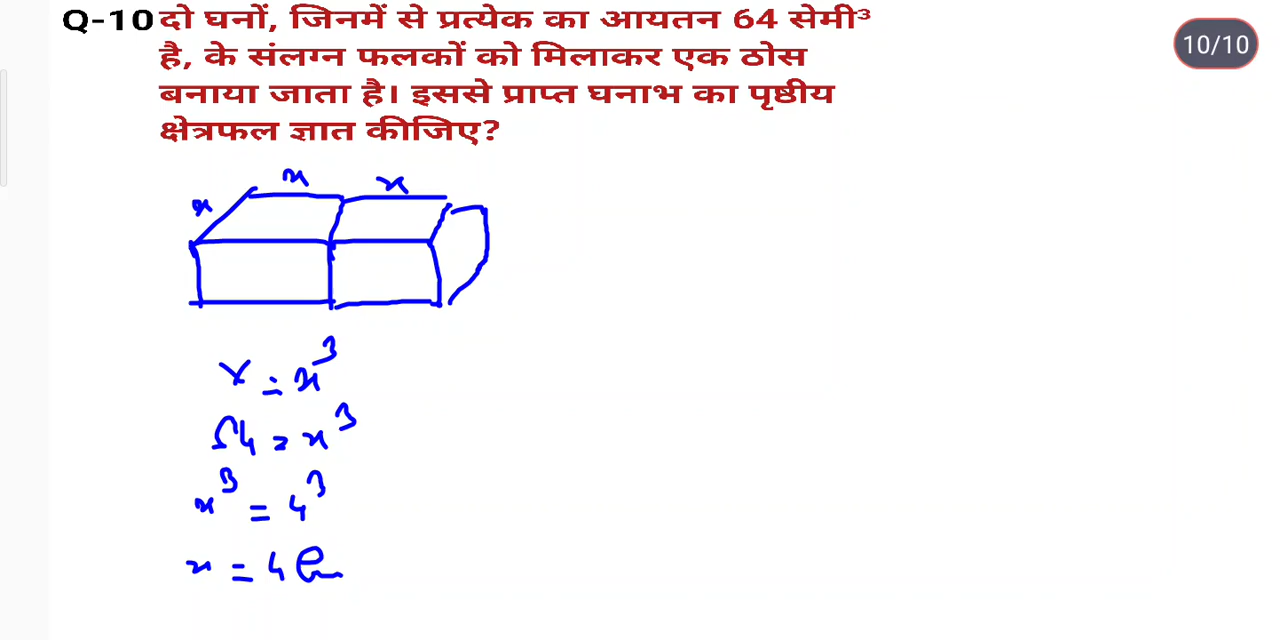 Q-10 दो घनों, जिनमें से प्रत्येक का आयतन 64 सेमी³
10/10
है, के संलग्न फलकों को मिलाकर एक ठोस
बनाया जाता है। इससे प्राप्त घनाभ का पृष्ठीय
क्षेत्रफल ज्ञात कीजिए?
x x
x
V = x³
64 = x³
x³ = 4³
x = 4 cm